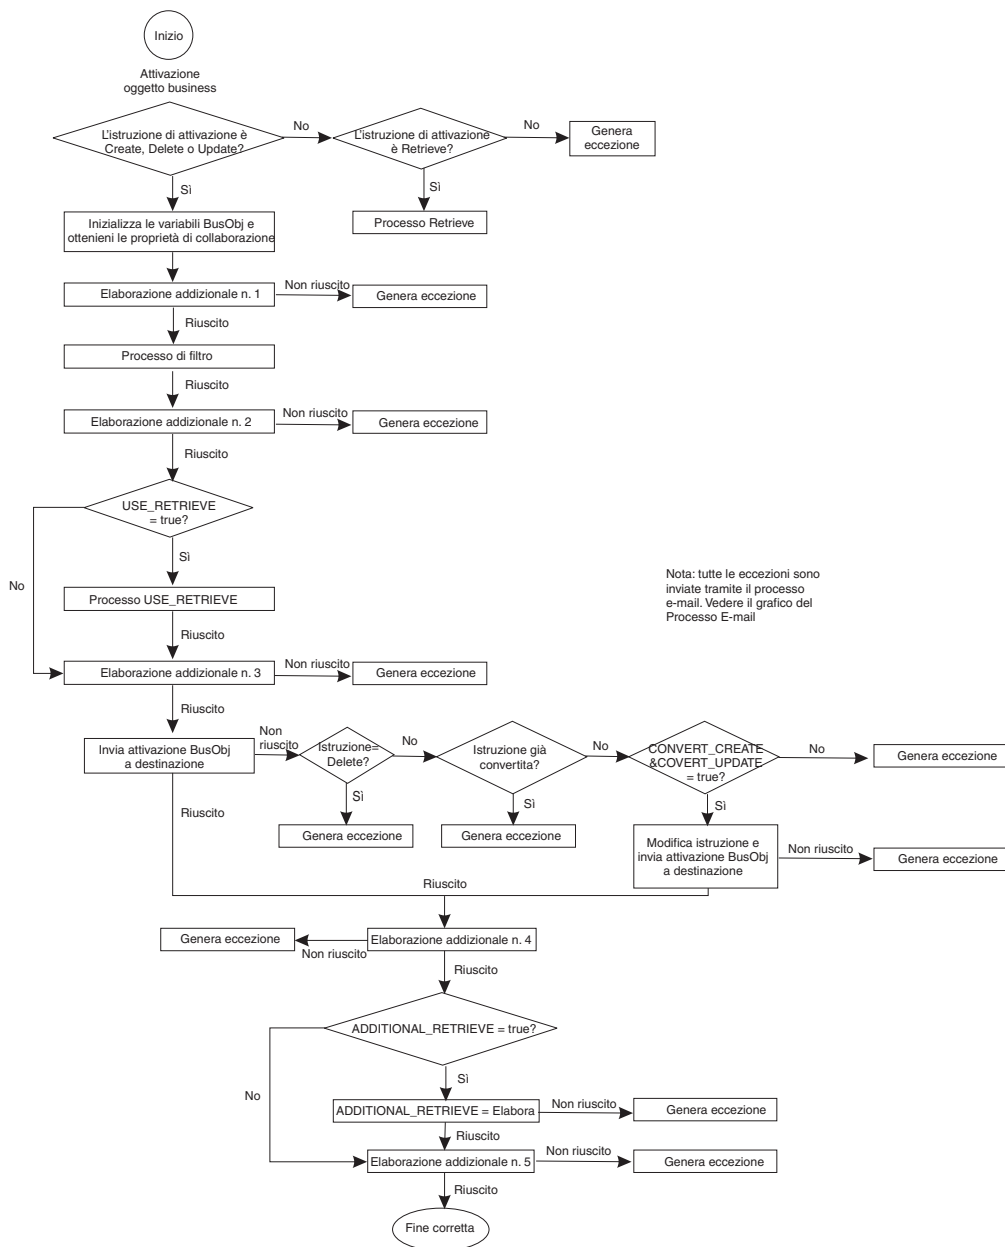 Inizio
Attivazione
oggetto business
L'istruzione di attivazione è
Create, Delete o Update?
No
L'istruzione di attivazione
è Retrieve?
No
Genera
eccezione
Sì
Sì
Inizializza le variabili BusObj e
ottenieni le proprietà di collaborazione
Processo Retrieve
Elaborazione addizionale n. 1
Non riuscito
Genera eccezione
Riuscito
Processo di filtro
Riuscito
Elaborazione addizionale n. 2
Non riuscito
Genera eccezione
Riuscito
USE_RETRIEVE
= true?
No
Sì
Processo USE_RETRIEVE
Nota: tutte le eccezioni sono
inviate tramite il processo
e-mail. Vedere il grafico del
Processo E-mail
Riuscito
Elaborazione addizionale n. 3
Non riuscito
Genera eccezione
Riuscito
Invia attivazione BusObj
a destinazione
Non
riuscito
Istruzione=
Delete?
No
Istruzione già
convertita?
No
CONVERT_CREATE
&COVERT_UPDATE
= true?
No
Genera eccezione
Sì
Sì
Sì
Riuscito
Genera eccezione
Genera eccezione
Modifica istruzione e
invia attivazione BusObj
a destinazione
Non riuscito
Genera eccezione
Riuscito
Genera eccezione
Non riuscito
Elaborazione addizionale n. 4
Riuscito
ADDITIONAL_RETRIEVE = true?
No
Sì
ADDITIONAL_RETRIEVE = Elabora
Non riuscito
Genera eccezione
Riuscito
Elaborazione addizionale n. 5
Non riuscito
Genera eccezione
Riuscito
Fine corretta